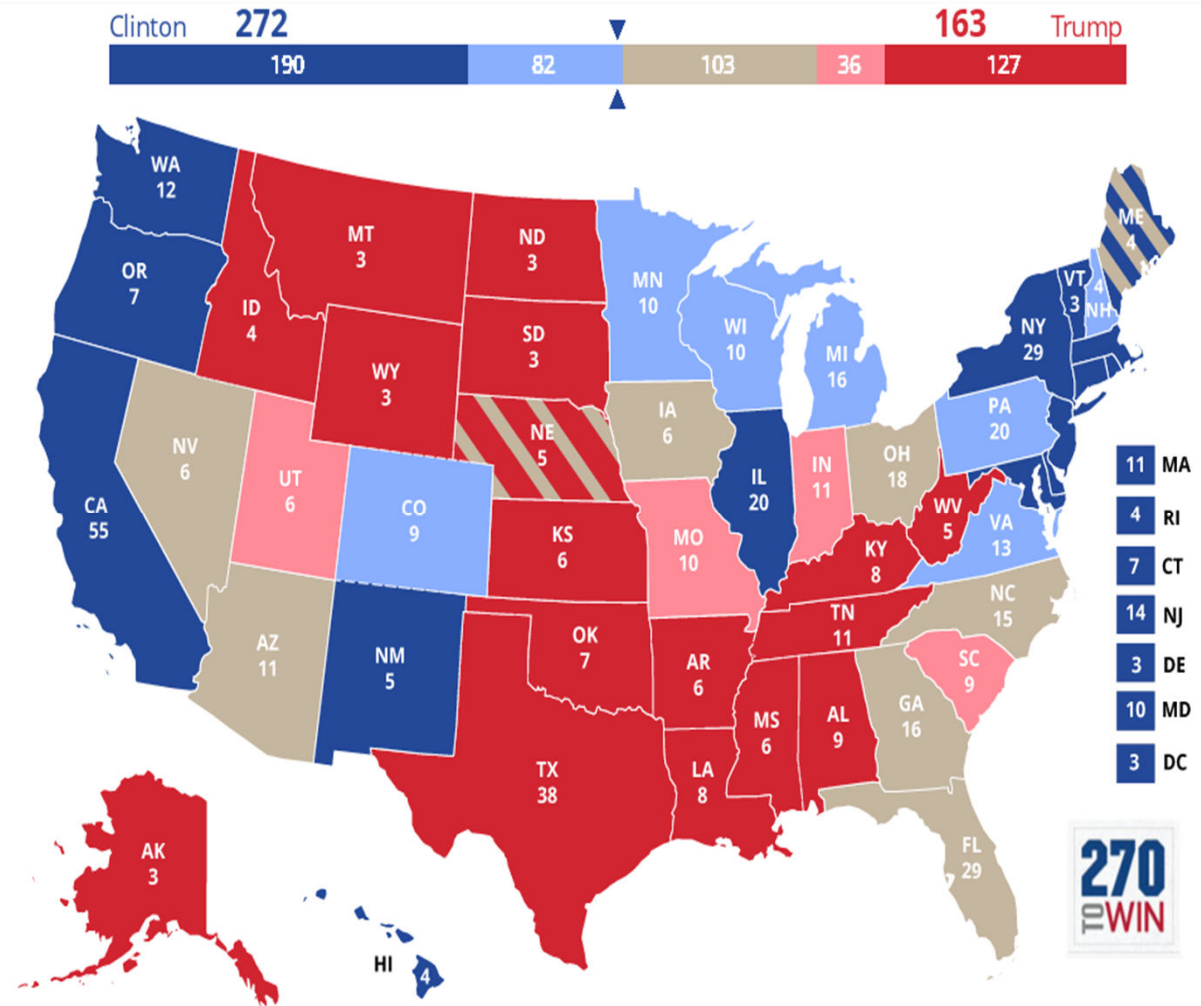 Clinton 272 163 Trump
190 82 103 36 127
WA
12
OR
7
CA
55
NV
6
ID
4
MT
3
WY
3
UT
6
CO
9
AZ
11
NM
5
ND
3
SD
3
NE
5
KS
6
OK
7
TX
38
MN
10
IA
6
MO
10
AR
6
LA
8
WI
10
IL
20
MI
16
IN
11
OH
18
KY
8
TN
11
MS
6
AL
9
GA
16
FL
29
SC
9
NC
15
VA
13
WV
5
PA
20
NY
29
VT
3
4
NH
ME
4
11 MA
4 RI
7 CT
14 NJ
3 DE
10 MD
3 DC
AK
3
HI
4
270
TO WIN